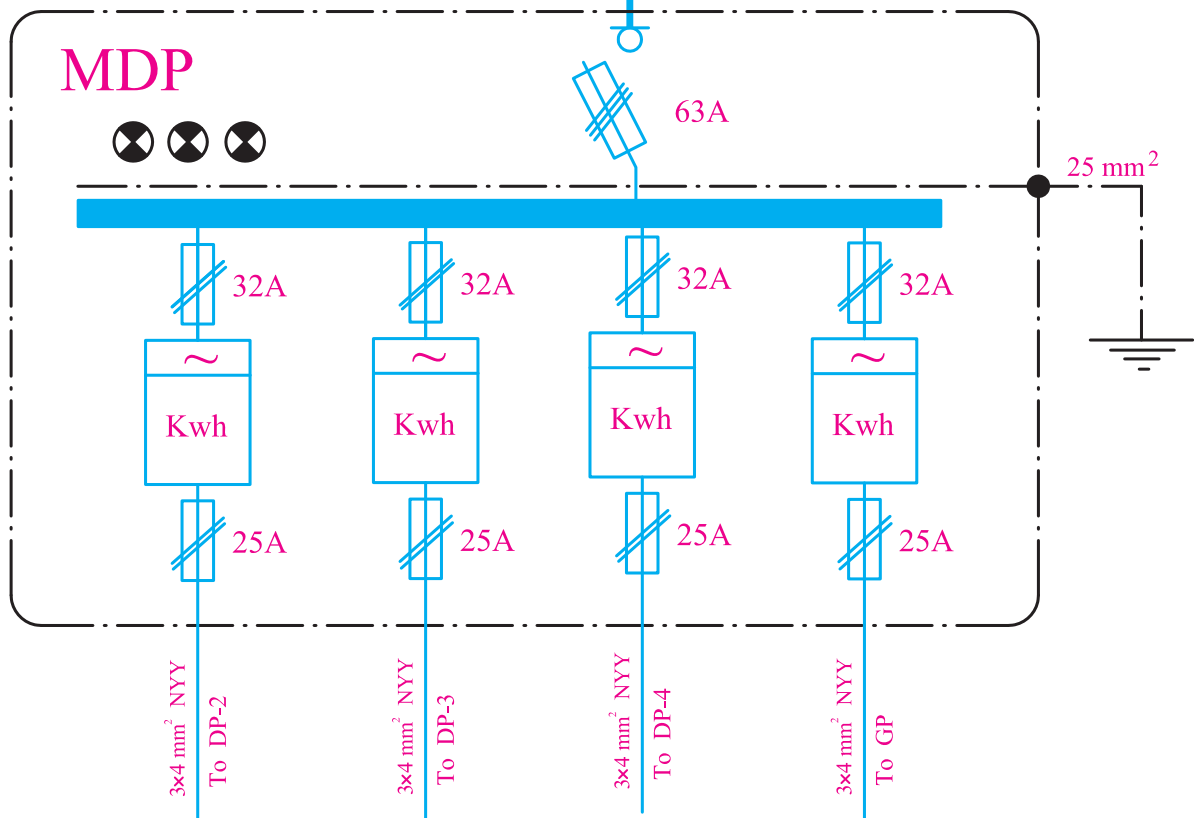 MDP
63A
25 mm²
32A
32A
32A
32A
~
~
~
~
Kwh
Kwh
Kwh
Kwh
25A
25A
25A
25A
3×4 mm² NYY
To DP-2
3×4 mm² NYY
To DP-3
3×4 mm² NYY
To DP-4
3×4 mm² NYY
To GP